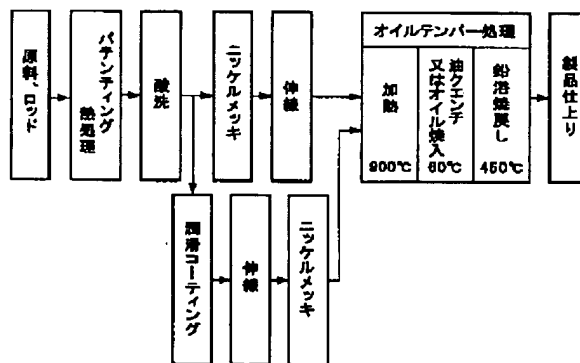 原料、ロッド
パテンティング
熱処理
酸洗
ニッケルメッキ
伸線
オイルテンパー処理
加熱
900℃
油クエンチ
又はオイル焼入
60℃
鉛浴焼戻し
450℃
製品仕上り
潤滑コーティング
伸線
ニッケルメッキ